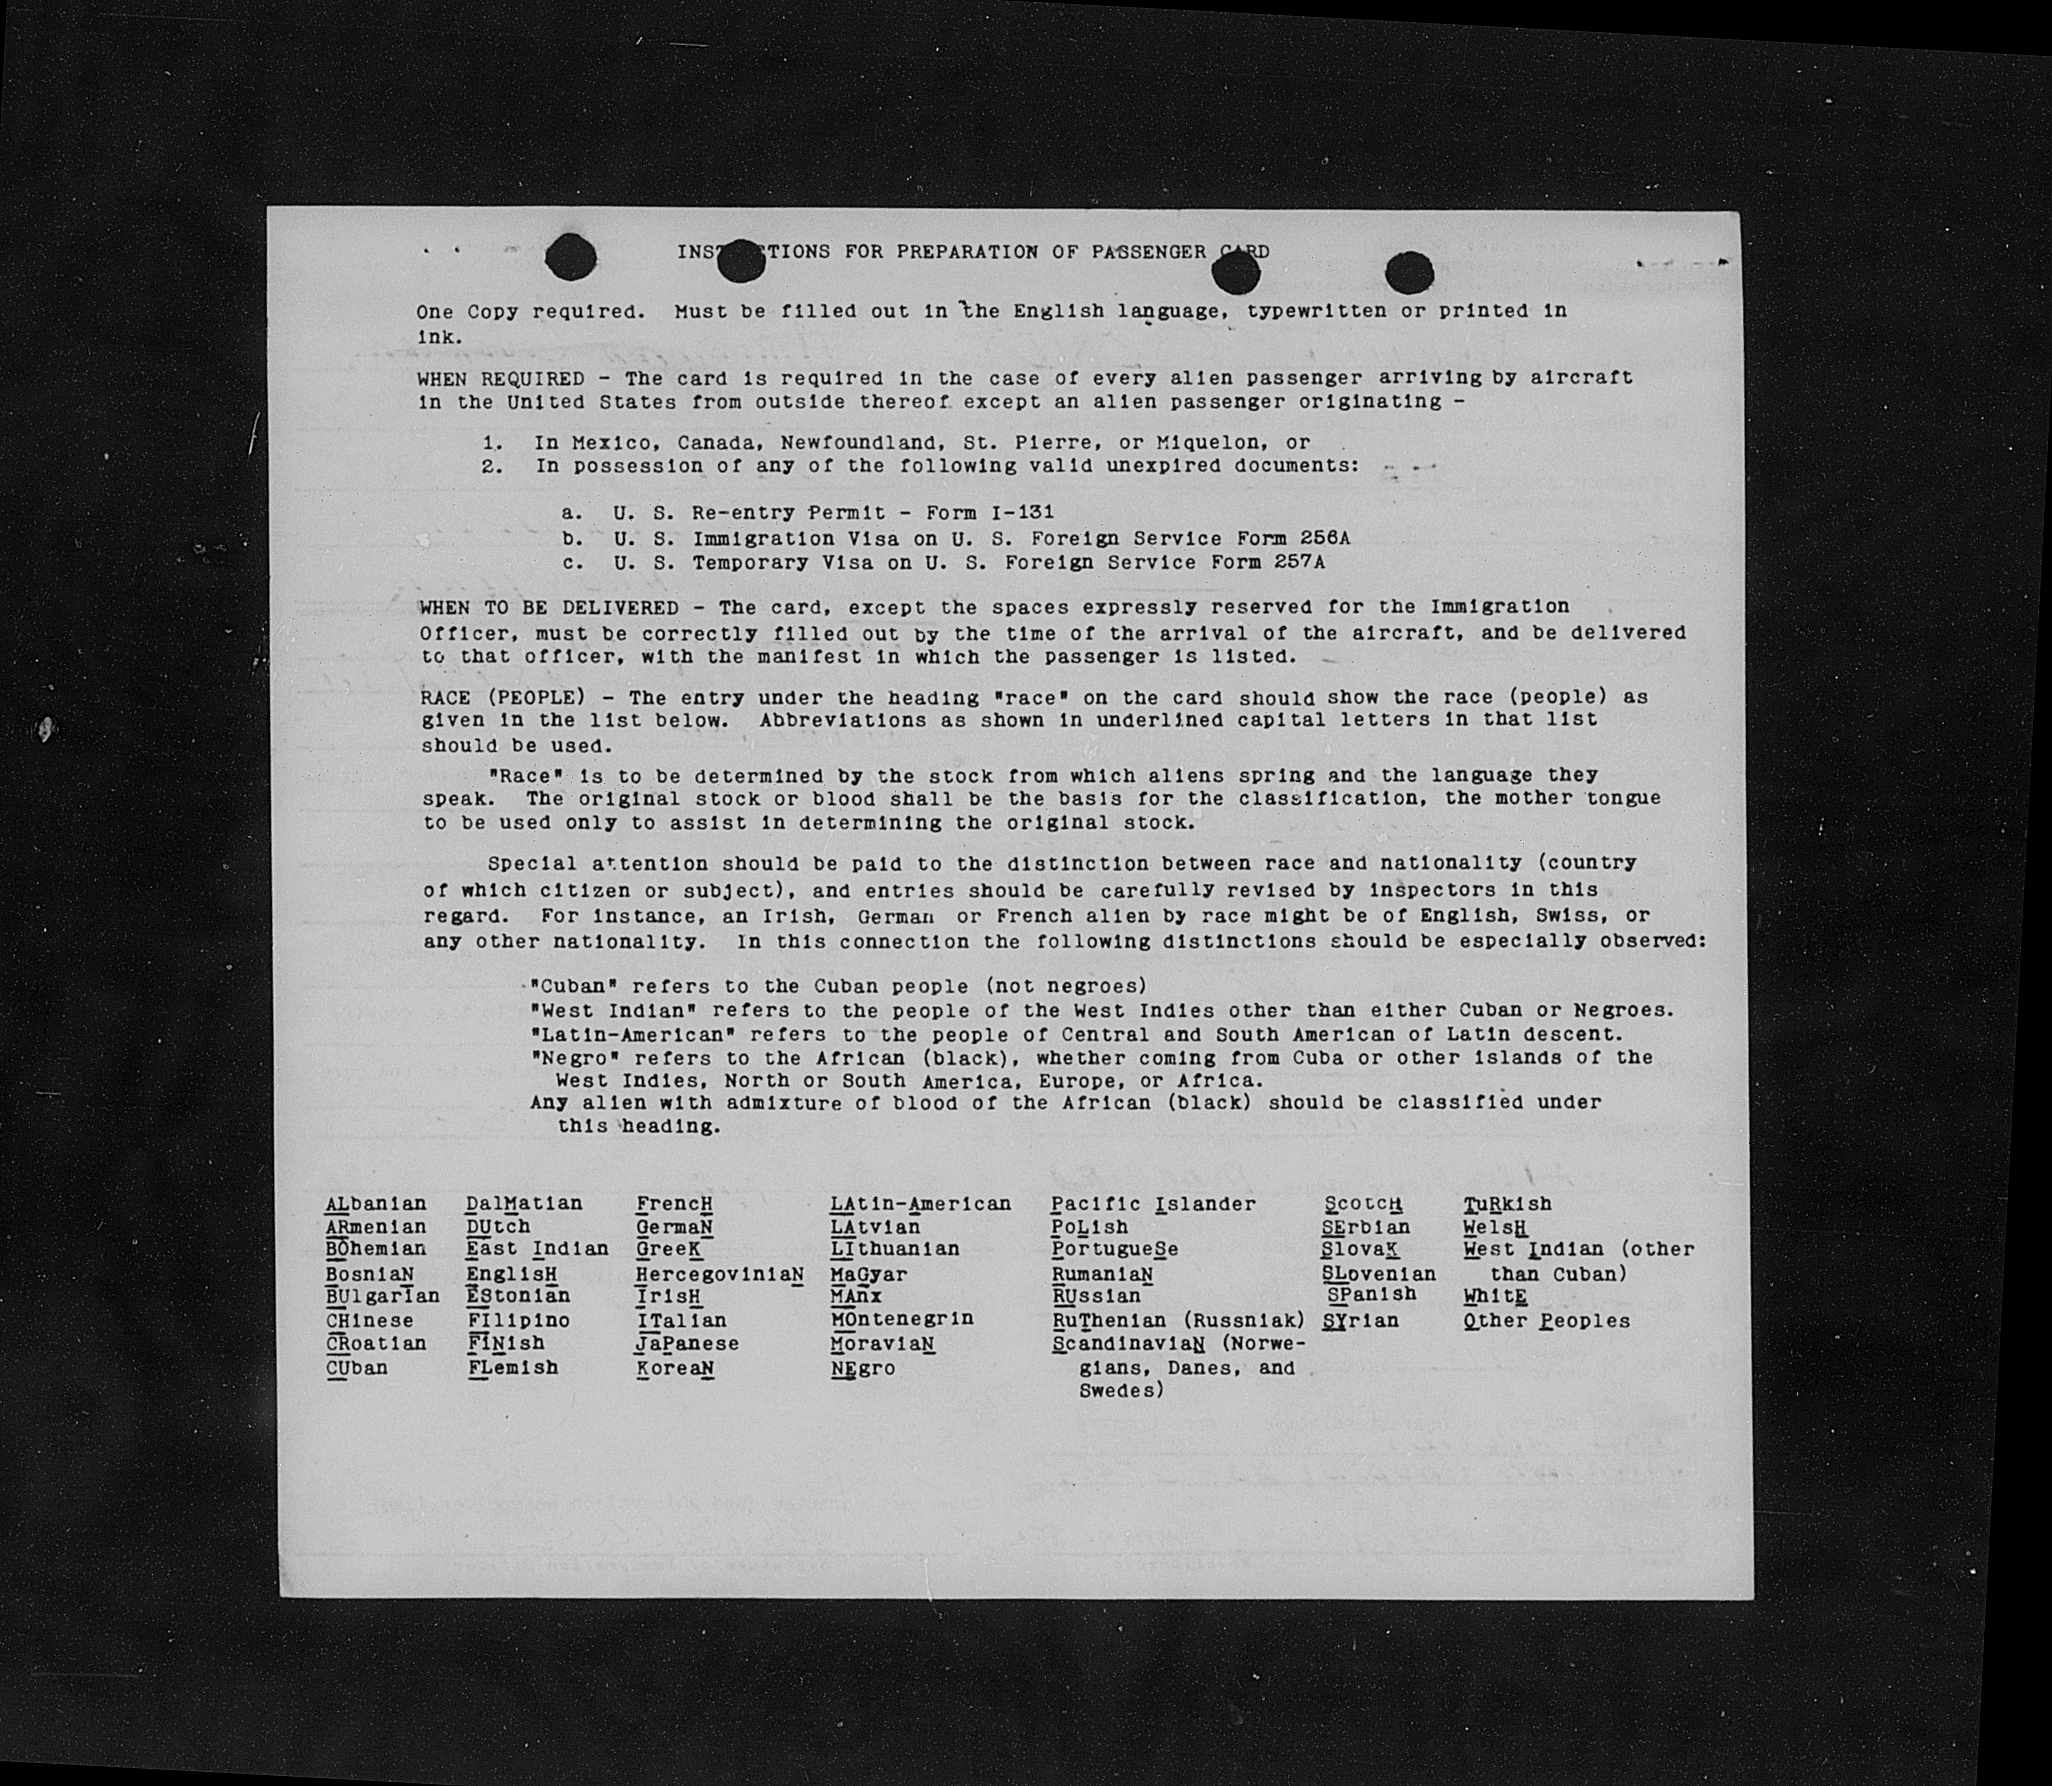 INSTRUCTIONS FOR PREPARATION OF PASSENGER CARD
One Copy required. Must be filled out in the English language, typewritten or printed in
ink.
WHEN REQUIRED - The card is required in the case of every alien passenger arriving by aircraft
in the United States from outside thereof except an alien passenger originating -
1. In Mexico, Canada, Newfoundland, St. Pierre, or Miquelon, or
2. In possession of any of the following valid unexpired documents:
a. U. S. Re-entry Permit - Form I-131
b. U. S. Immigration Visa on U. S. Foreign Service Form 256A
c. U. S. Temporary Visa on U. S. Foreign Service Form 257A
WHEN TO BE DELIVERED - The card, except the spaces expressly reserved for the Immigration
Officer, must be correctly filled out by the time of the arrival of the aircraft, and be delivered
to that officer, with the manifest in which the passenger is listed.
RACE (PEOPLE) - The entry under the heading "race" on the card should show the race (people) as
given in the list below. Abbreviations as shown in underlined capital letters in that list
should be used.
"Race" is to be determined by the stock from which aliens spring and the language they
speak. The original stock or blood shall be the basis for the classification, the mother tongue
to be used only to assist in determining the original stock.
Special attention should be paid to the distinction between race and nationality (country
of which citizen or subject), and entries should be carefully revised by inspectors in this
regard. For instance, an Irish, German or French alien by race might be of English, Swiss, or
any other nationality. In this connection the following distinctions should be especially observed:
"Cuban" refers to the Cuban people (not negroes)
"West Indian" refers to the people of the West Indies other than either Cuban or Negroes.
"Latin-American" refers to the people of Central and South American of Latin descent.
"Negro" refers to the African (black), whether coming from Cuba or other islands of the
West Indies, North or South America, Europe, or Africa.
Any alien with admixture of blood of the African (black) should be classified under
this heading.
ALbanian DalMatian FrencH LAtin-American Pacific Islander ScotcH TuRkish
ARmenian DUtch GermaN LAtvian PoLish SErbian WelsH
BOhemian East Indian GreeK LIthuanian PortugueSe SlovaK West Indian (other
BosniaN EnglisH HercegoviniaN MaGyar RumaniaN SLovenian than Cuban)
BUlgarian EStonian IrisH MAnx RUssian SPanish WhitE
CHinese FIlipino ITalian MOntenegrin RuThenian (Russniak) SYrian Other Peoples
CRoatian FiNish JaPanese MoraviaN ScandinaviaN (Norwe-
CUban FLemish KoreaN NEgro gians, Danes, and
Swedes)